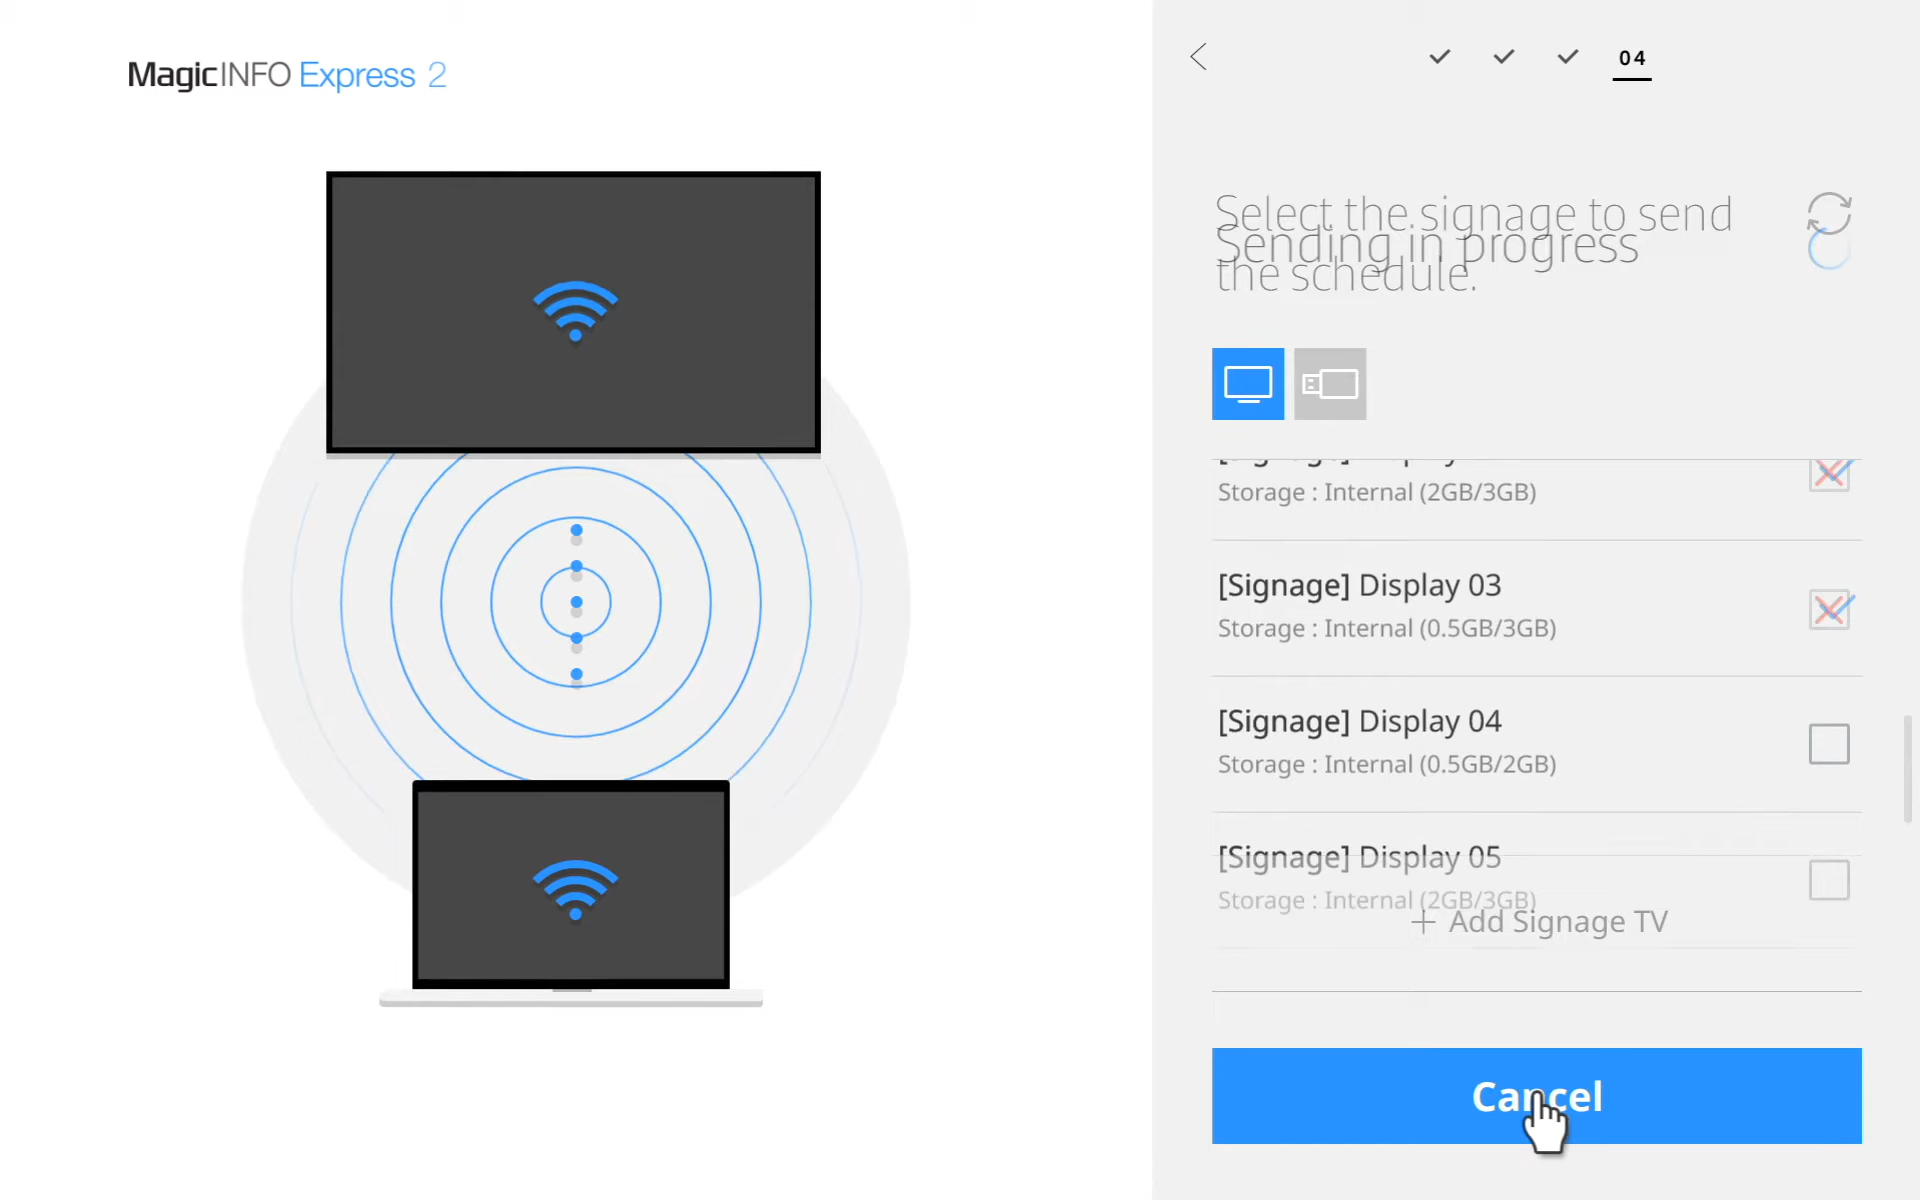 MagicINFO Express 2
04
Select the signage to send
the schedule.
Sending in progress
Storage : Internal (2GB/3GB)
[Signage] Display 03
Storage : Internal (0.5GB/3GB)
[Signage] Display 04
Storage : Internal (0.5GB/2GB)
[Signage] Display 05
Storage : Internal (2GB/3GB)
+ Add Signage TV
Cancel